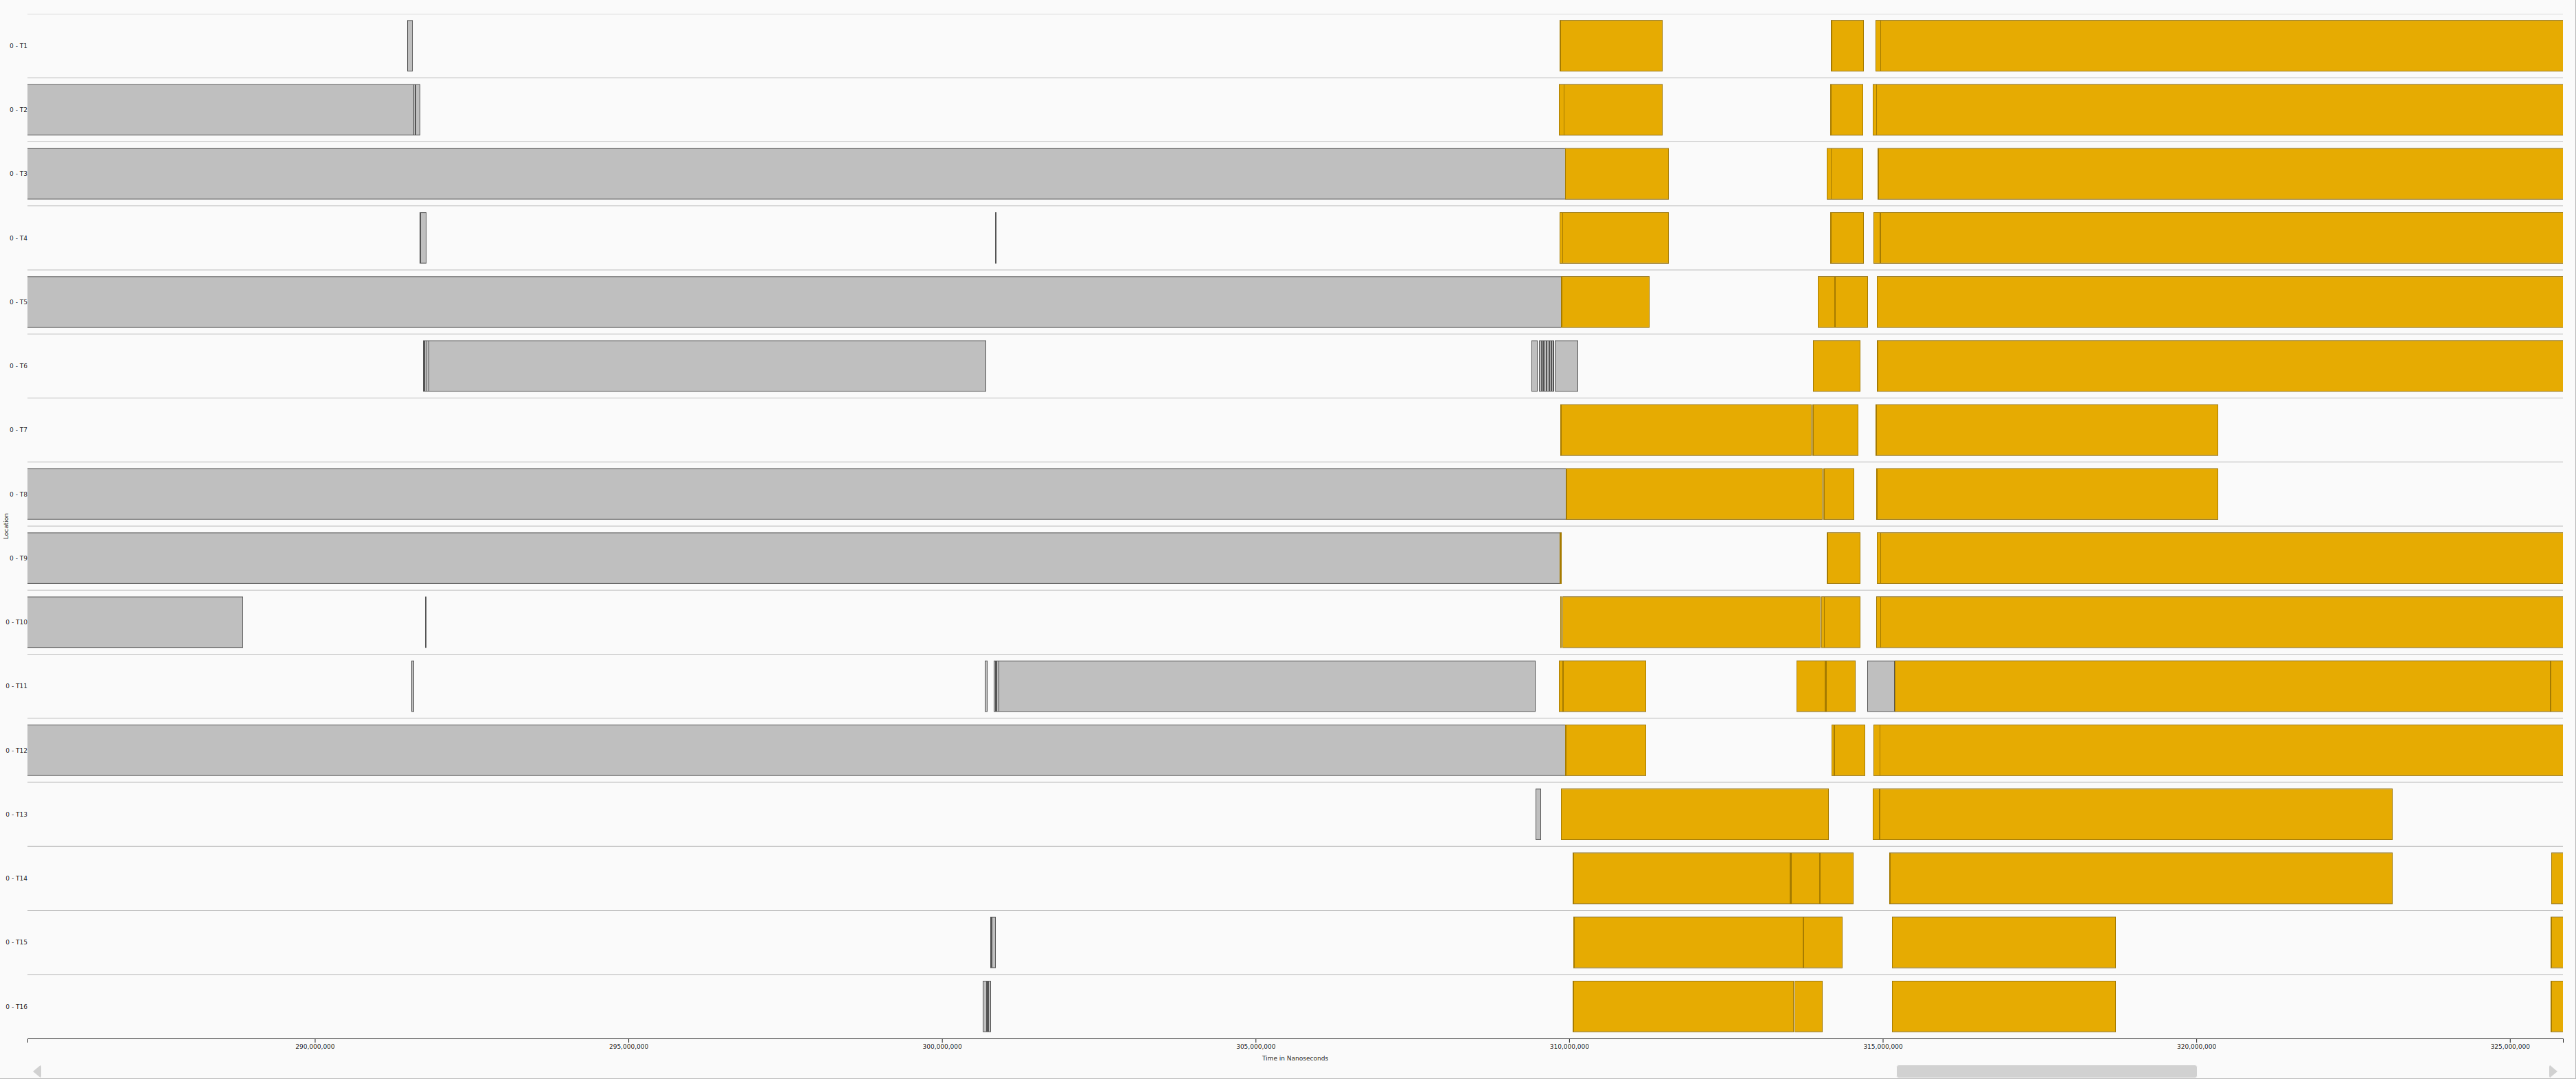 0 - T1
0 - T2
0 - T3
0 - T4
0 - T5
0 - T6
0 - T7
0 - T8
Location
0 - T9
0 - T10
0 - T11
0 - T12
0 - T13
0 - T14
0 - T15
0 - T16
290,000,000 295,000,000 300,000,000 305,000,000 310,000,000 315,000,000 320,000,000 325,000,000
Time in Nanoseconds